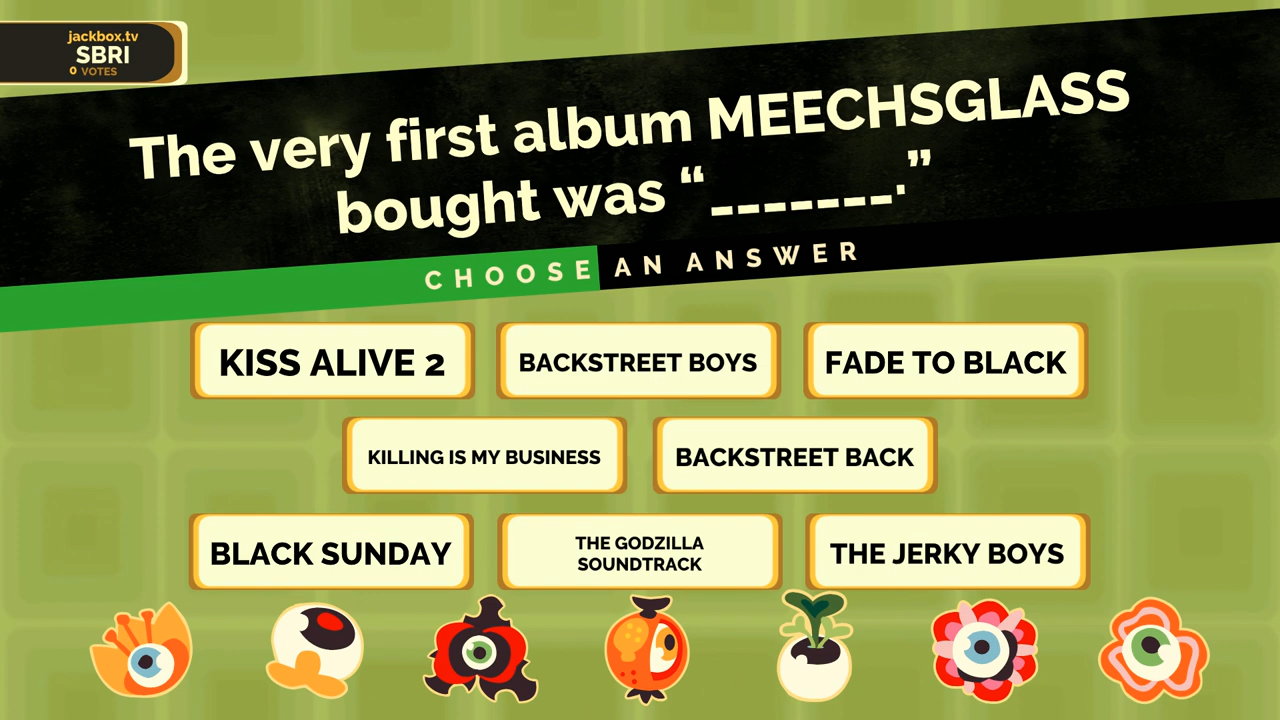 jackbox.tv
SBRI
0 VOTES
The very first album MEECHSGLASS
bought was “_______.”
CHOOSE AN ANSWER
KISS ALIVE 2
BACKSTREET BOYS
FADE TO BLACK
KILLING IS MY BUSINESS
BACKSTREET BACK
BLACK SUNDAY
THE GODZILLA
SOUNDTRACK
THE JERKY BOYS